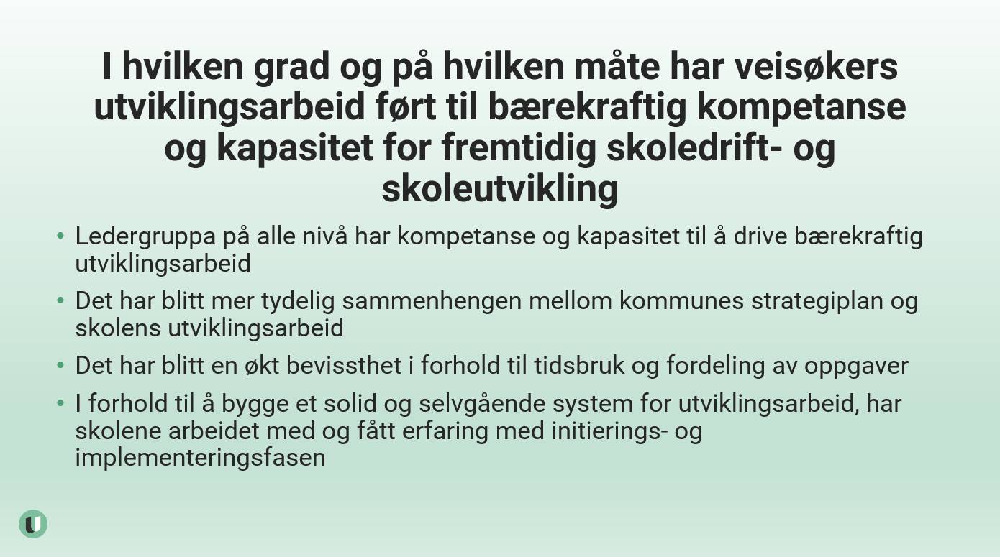 I hvilken grad og på hvilken måte har veisøkers
utviklingsarbeid ført til bærekraftig kompetanse
og kapasitet for fremtidig skoledrift- og
skoleutvikling
• Ledergruppa på alle nivå har kompetanse og kapasitet til å drive bærekraftig
utviklingsarbeid
• Det har blitt mer tydelig sammenhengen mellom kommunes strategiplan og
skolens utviklingsarbeid
• Det har blitt en økt bevissthet i forhold til tidsbruk og fordeling av oppgaver
• I forhold til å bygge et solid og selvgående system for utviklingsarbeid, har
skolene arbeidet med og fått erfaring med initierings- og
implementeringsfasen